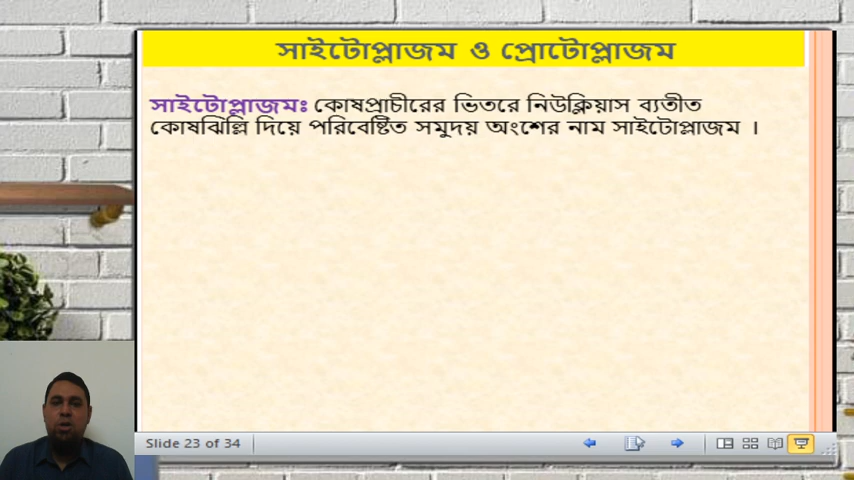 সাইটোপ্লাজম ও প্রোটোপ্লাজম
সাইটোপ্লাজমঃ কোষপ্রাচীরের ভিতরে নিউক্লিয়াস ব্যতীত
কোষঝিল্লি দিয়ে পরিবেষ্টিত সমুদয় অংশের নাম সাইটোপ্লাজম ।
Slide 23 of 34